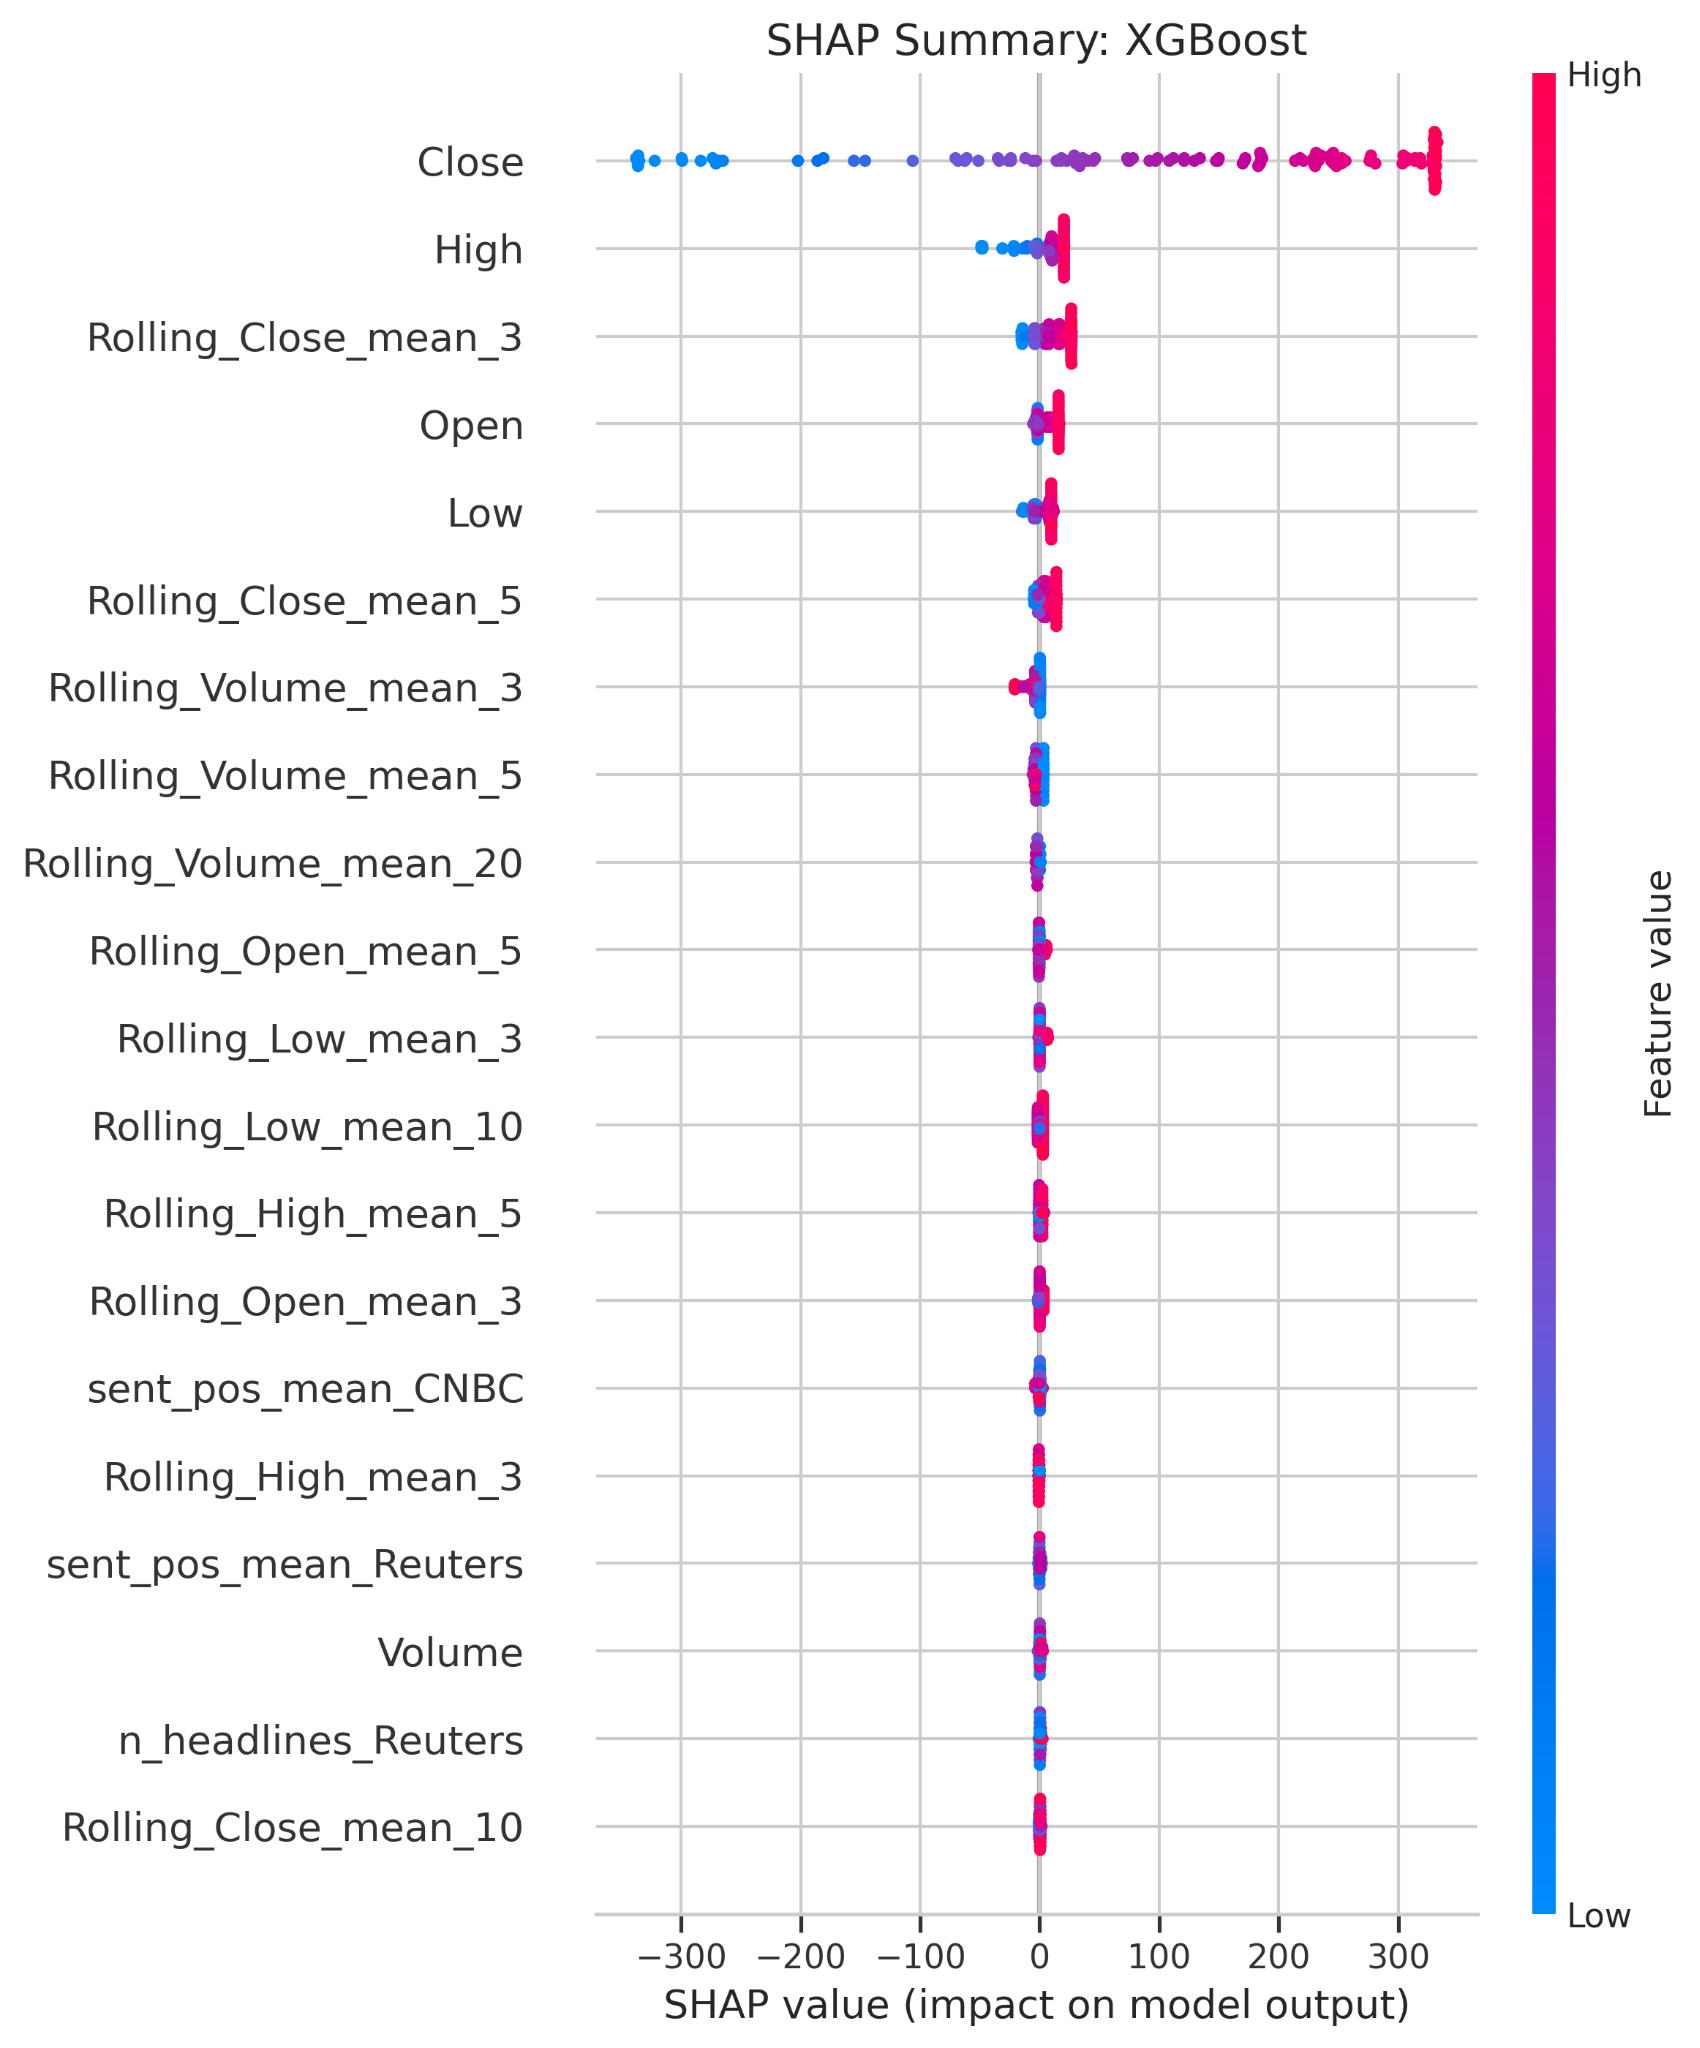 SHAP Summary: XGBoost
High
Close
High
Rolling_Close_mean_3
Open
Low
Rolling_Close_mean_5
Rolling_Volume_mean_3
Rolling_Volume_mean_5
Rolling_Volume_mean_20
Rolling_Open_mean_5
Rolling_Low_mean_3
Rolling_Low_mean_10
Rolling_High_mean_5
Rolling_Open_mean_3
sent_pos_mean_CNBC
Rolling_High_mean_3
sent_pos_mean_Reuters
Volume
n_headlines_Reuters
Rolling_Close_mean_10
Feature value
Low
−300 −200 −100 0 100 200 300
SHAP value (impact on model output)